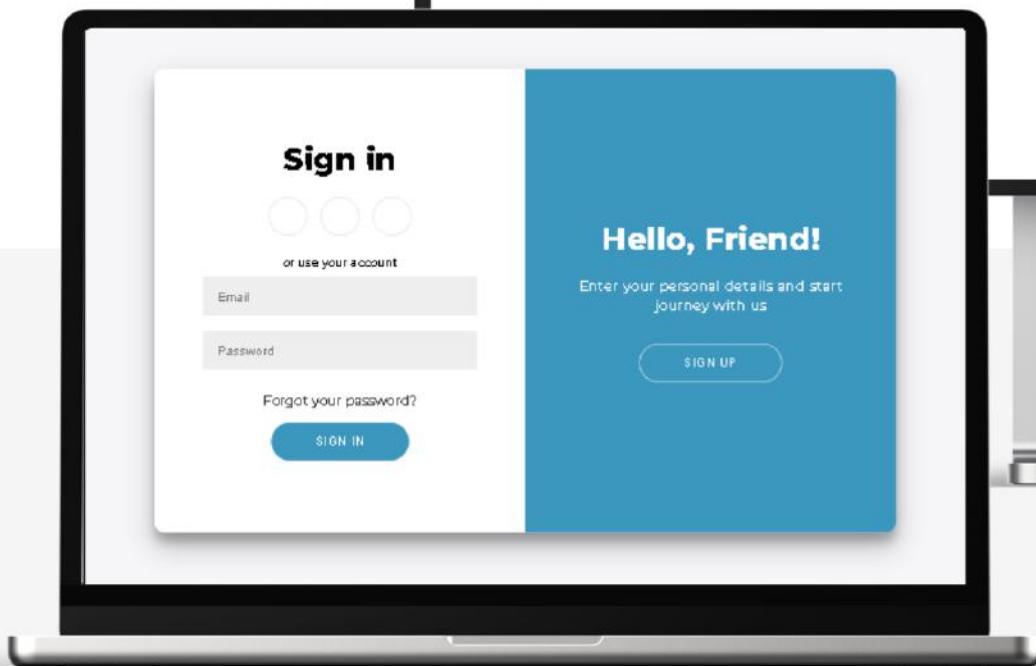 Sign in
or use your account
Email
Password
Forgot your password?
SIGN IN
Hello, Friend!
Enter your personal details and start
journey with us
SIGN UP